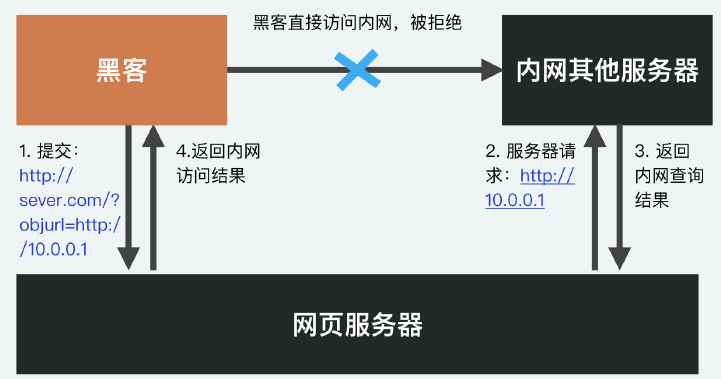 黑客直接访问内网，被拒绝
黑客
内网其他服务器
1. 提交：
http://
sever.com/?
objurl=http:/
/10.0.0.1
4.返回内网
访问结果
2. 服务器请
求：http://
10.0.0.1
3. 返回
内网查询
结果
网页服务器